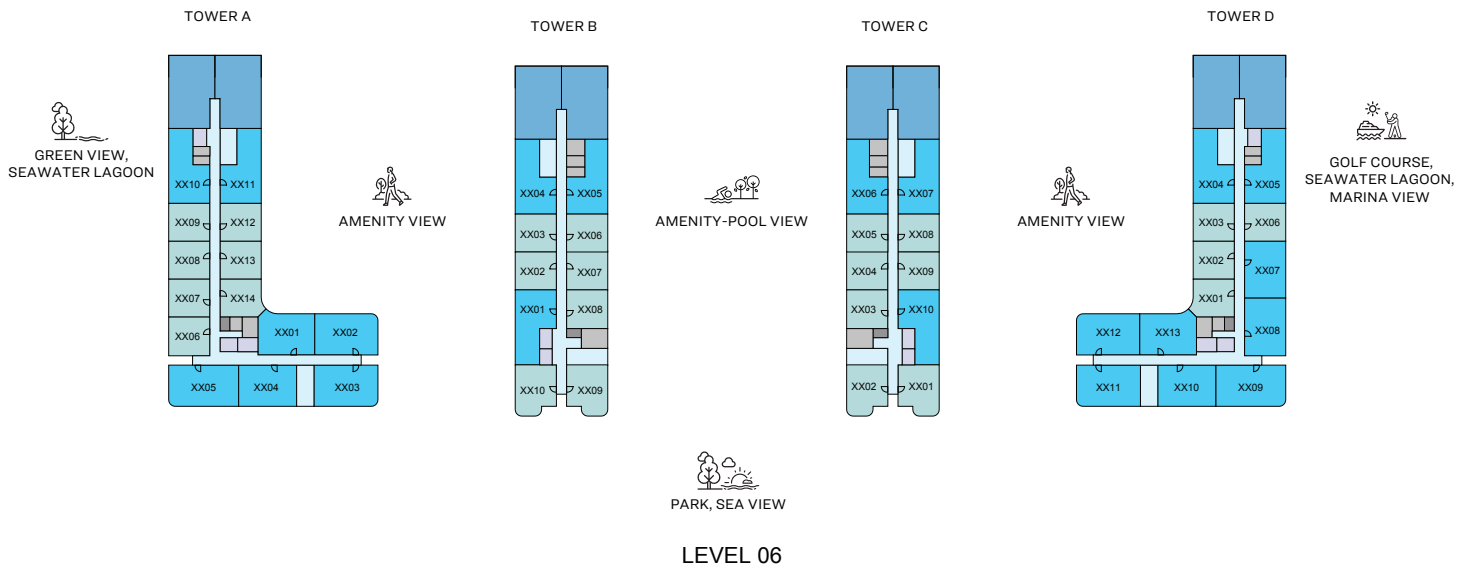 TOWER A
TOWER B
TOWER C
TOWER D
GREEN VIEW,
SEAWATER LAGOON
AMENITY VIEW
AMENITY-POOL VIEW
AMENITY VIEW
GOLF COURSE,
SEAWATER LAGOON,
MARINA VIEW
XX10 XX11
XX09 XX12
XX08 XX13
XX07 XX14
XX06
XX01 XX02
XX05 XX04 XX03
XX04 XX05
XX03 XX06
XX02 XX07
XX01 XX08
XX10 XX09
XX06 XX07
XX05 XX08
XX04 XX09
XX03 XX10
XX02 XX01
XX04 XX05
XX03 XX06
XX02 XX07
XX01
XX08
XX12 XX13
XX11 XX10 XX09
PARK, SEA VIEW
LEVEL 06